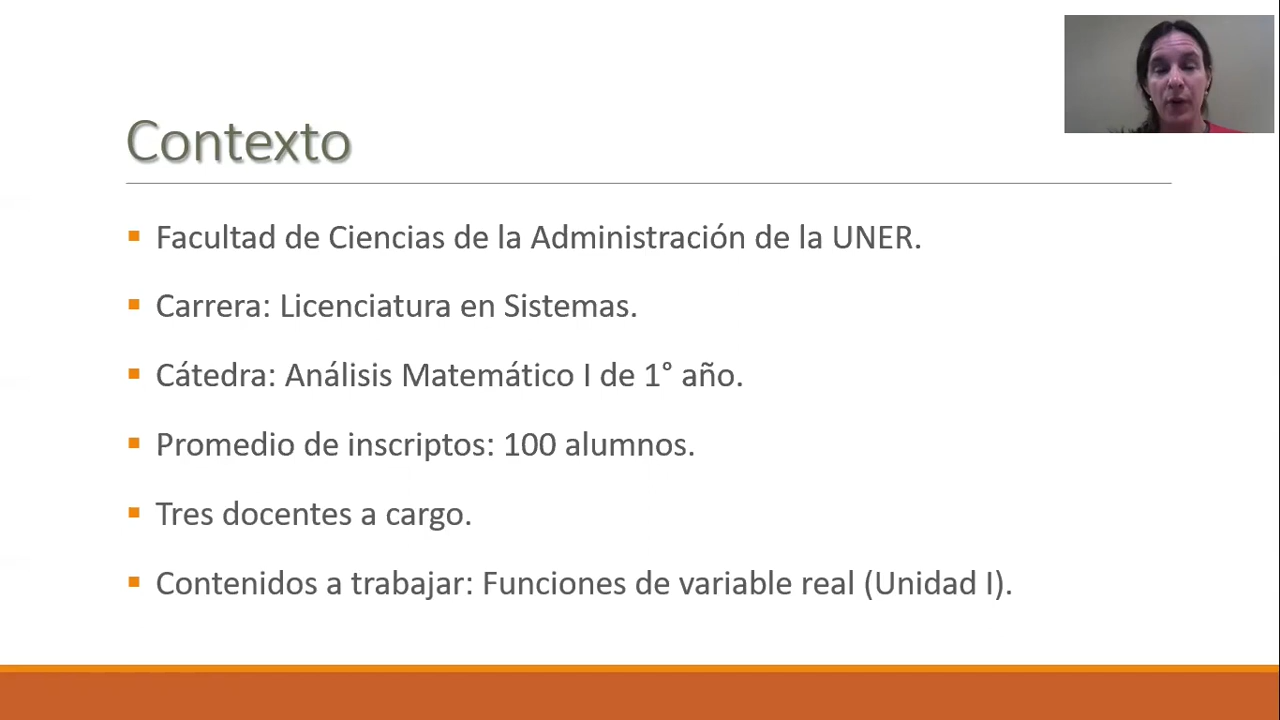 Contexto
Facultad de Ciencias de la Administración de la UNER.
Carrera: Licenciatura en Sistemas.
Cátedra: Análisis Matemático I de 1° año.
Promedio de inscriptos: 100 alumnos.
Tres docentes a cargo.
Contenidos a trabajar: Funciones de variable real (Unidad I).